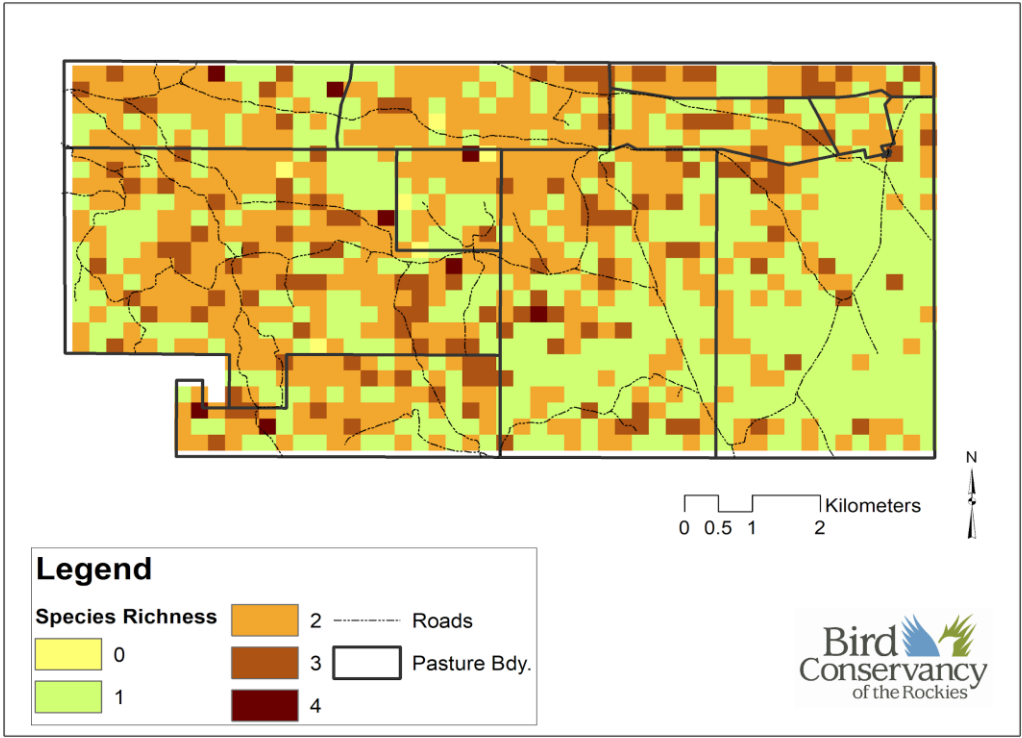 N
Kilometers
0 0.5 1 2
Legend
Species Richness
0
1
2
3
4
Roads
Pasture Bdy.
Bird
Conservancy
of the Rockies